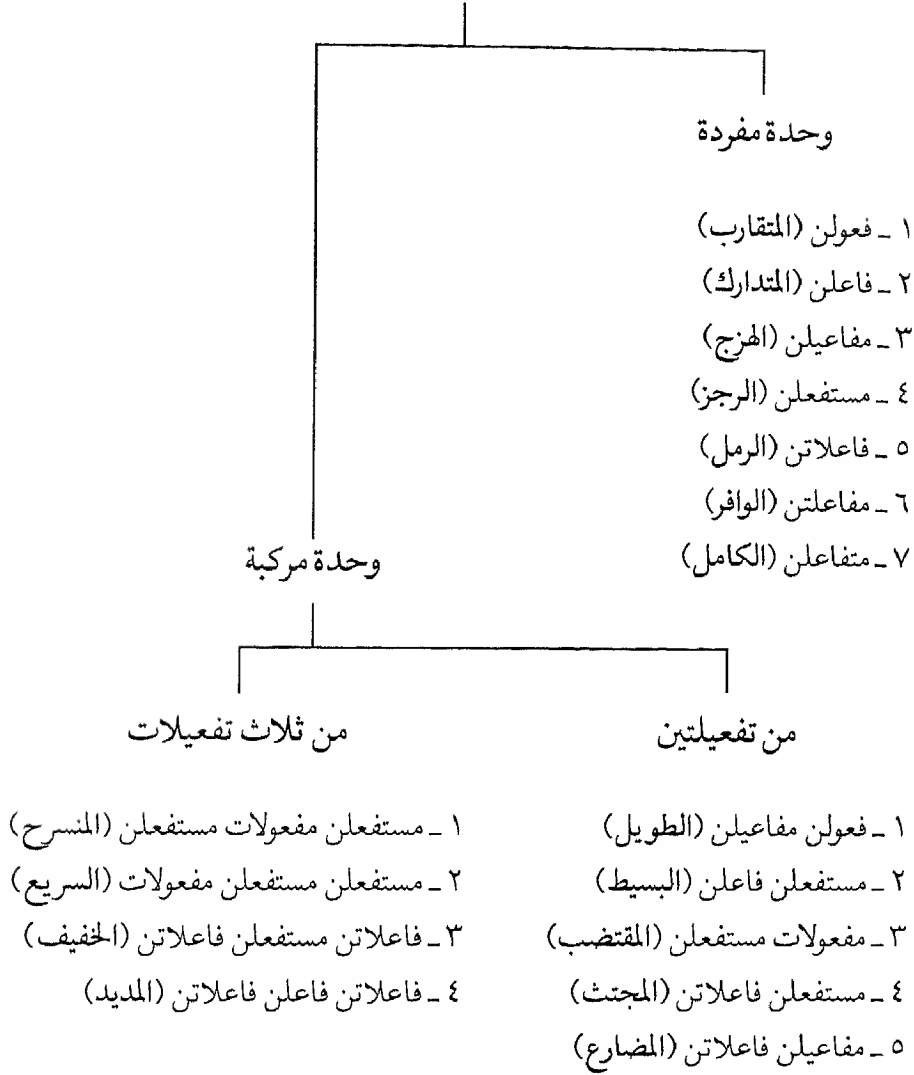 وحدة مفردة
١ ـ فعولن (المتقارب)
٢ ـ فاعلن (المتدارك)
٣ ـ مفاعيلن (الهزج)
٤ ـ مستفعلن (الرجز)
٥ ـ فاعلاتن (الرمل)
٦ ـ مفاعلتن (الوافر)
٧ ـ متفاعلن (الكامل)
وحدة مركبة
من تفعيلتين
١ ـ فعولن مفاعيلن (الطويل)
٢ ـ مستفعلن فاعلن (البسيط)
٣ ـ مفعولات مستفعلن (المقتضب)
٤ ـ مستفعلن فاعلاتن (المجتث)
٥ ـ مفاعيلن فاعلاتن (المضارع)
من ثلاث تفعيلات
١ ـ مستفعلن مفعولات مستفعلن (المنسرح)
٢ ـ مستفعلن مستفعلن مفعولات (السريع)
٣ ـ فاعلاتن مستفعلن فاعلاتن (الخفيف)
٤ ـ فاعلاتن فاعلن فاعلاتن (المديد)